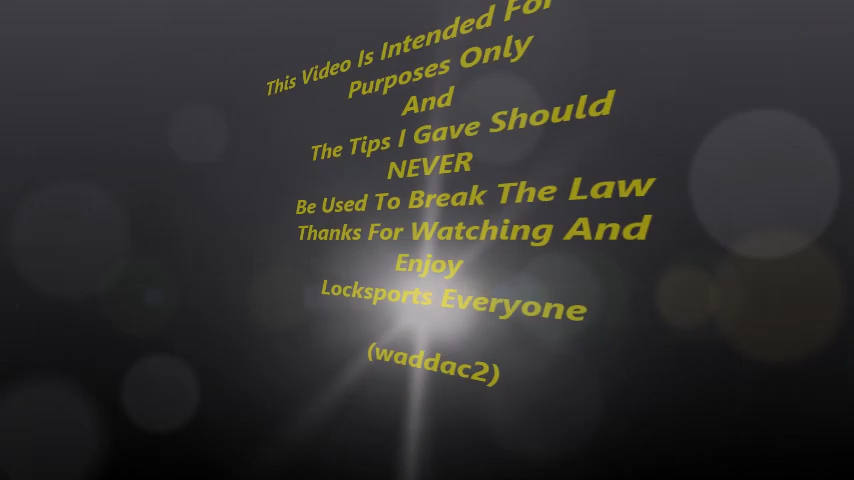 This Video Is Intended For
Purposes Only
And
The Tips I Gave Should
NEVER
Be Used To Break The Law
Thanks For Watching And
Enjoy
Locksports Everyone
(waddac2)